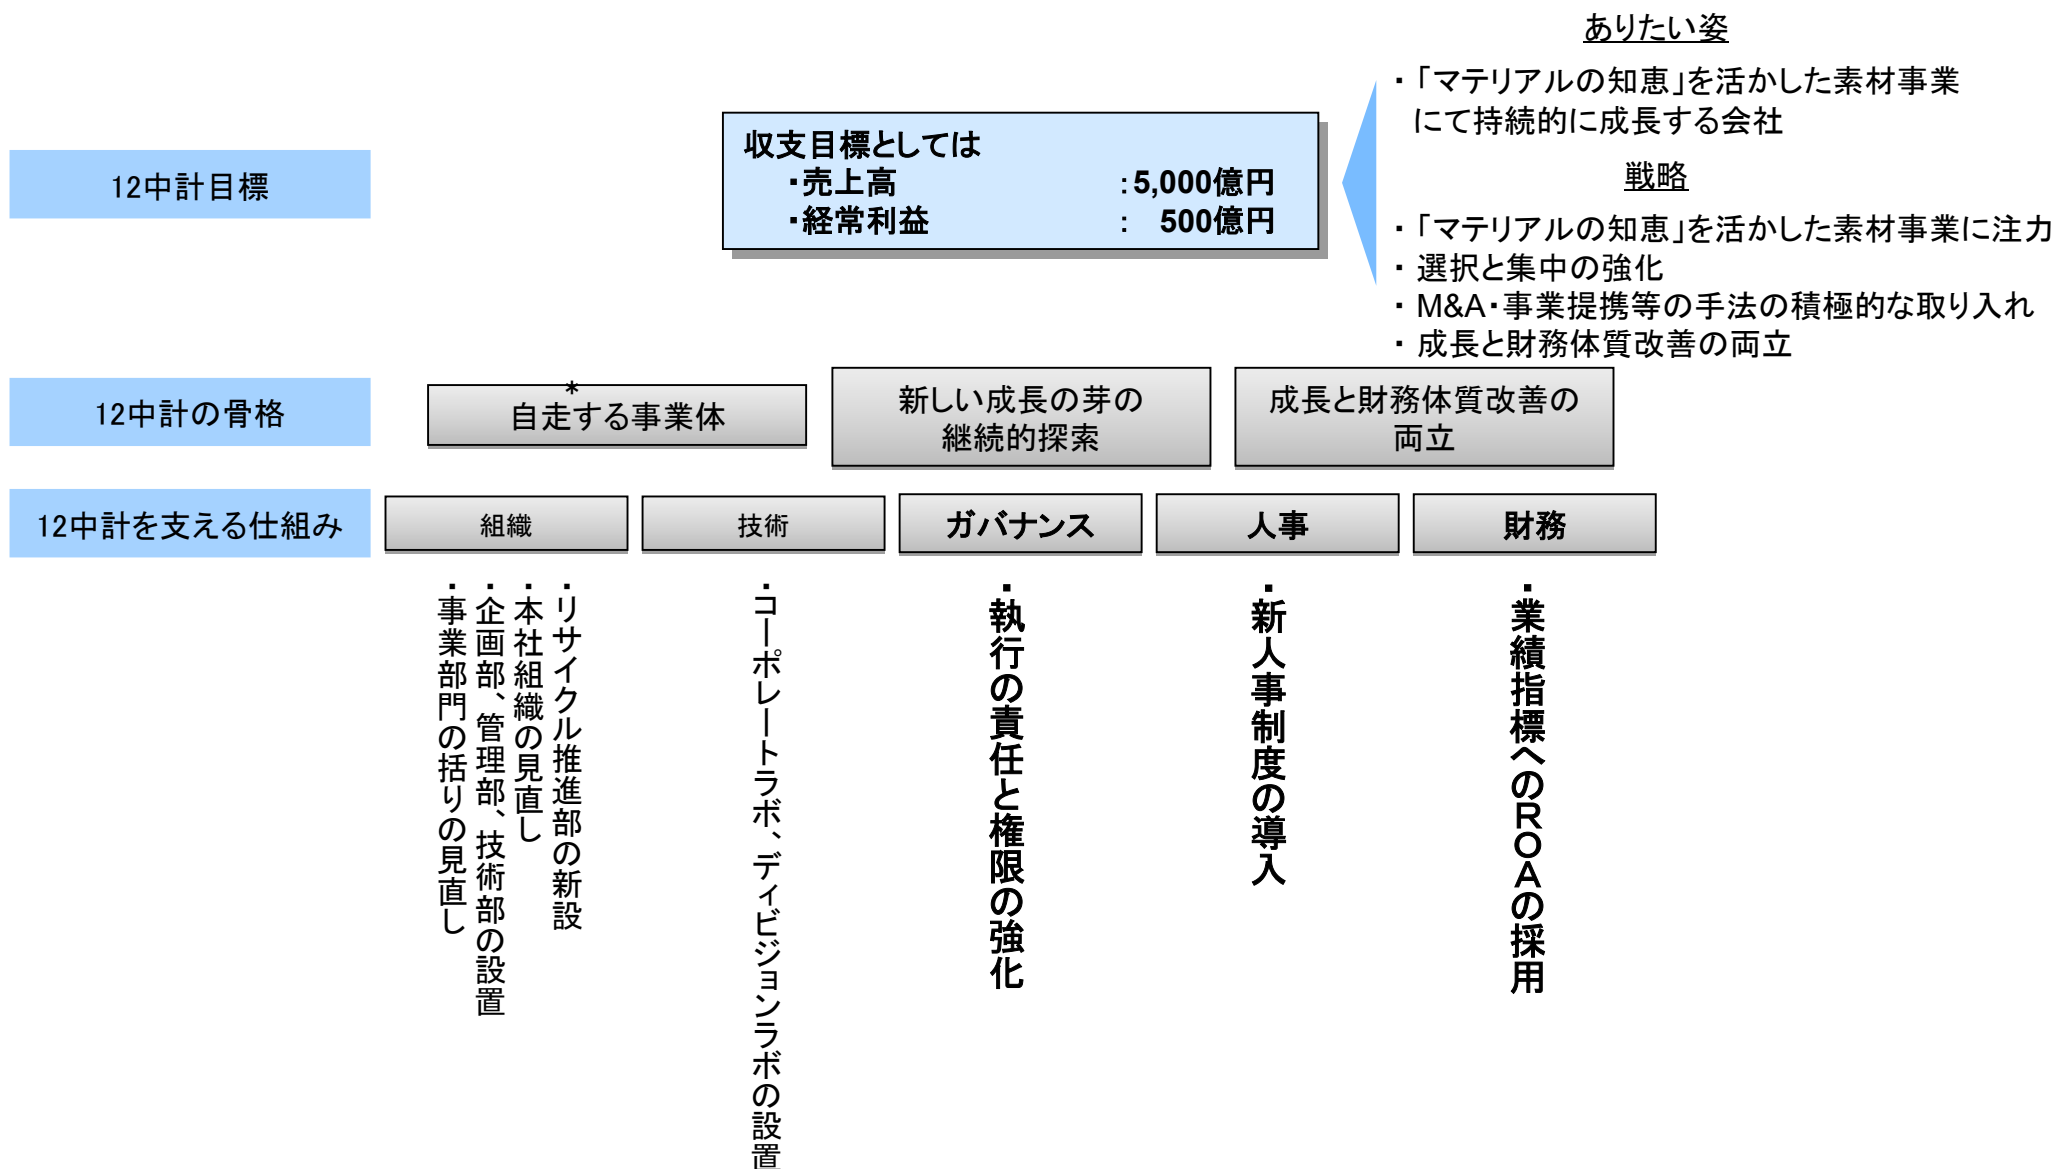 ありたい姿
・「マテリアルの知恵」を活かした素材事業
にて持続的に成長する会社
戦略
・「マテリアルの知恵」を活かした素材事業に注力
・ 選択と集中の強化
・ M&A・事業提携等の手法の積極的な取り入れ
・ 成長と財務体質改善の両立
12中計目標
収支目標としては
・売上高 :5,000億円
・経常利益 : 500億円
12中計の骨格
*
自走する事業体
新しい成長の芽の
継続的探索
成長と財務体質改善の
両立
12中計を支える仕組み
組織
技術
ガバナンス
人事
財務
・リサイクル推進部の新設
・本社組織の見直し
・企画部、管理部、技術部の設置
・事業部門の括りの見直し
・コーポレートラボ、ディビジョンラボの設置
・執行の責任と権限の強化
・新人事制度の導入
・業績指標へのＲＯＡの採用